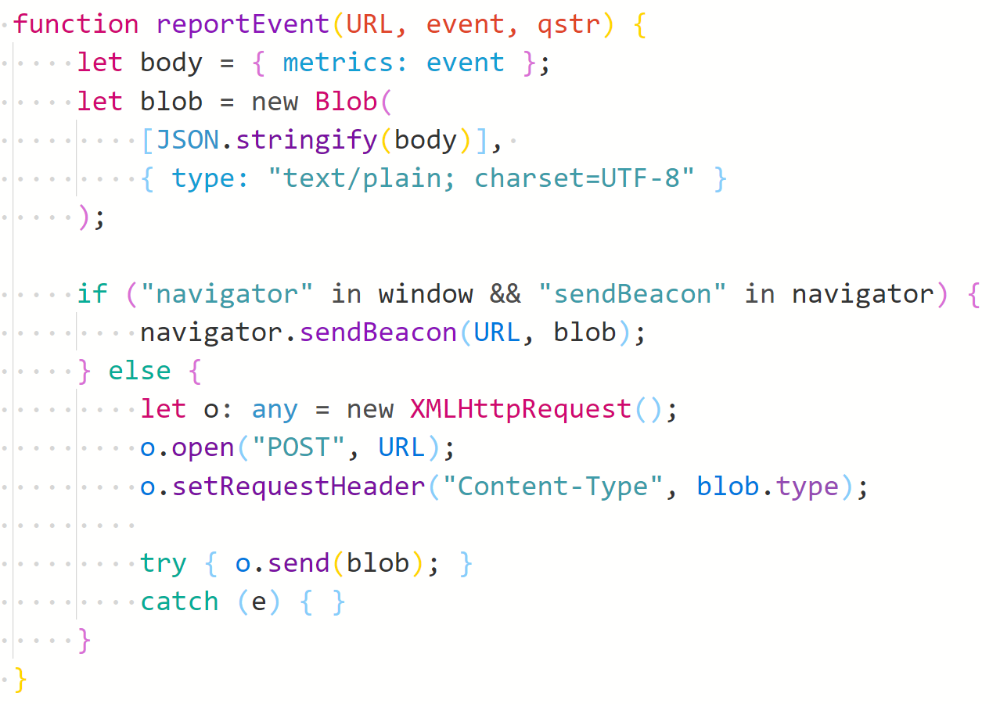 function reportEvent(URL, event, qstr) {
    let body = { metrics: event };
    let blob = new Blob(
        [JSON.stringify(body)],
        { type: "text/plain; charset=UTF-8" }
    );

    if ("navigator" in window && "sendBeacon" in navigator) {
        navigator.sendBeacon(URL, blob);
    } else {
        let o: any = new XMLHttpRequest();
        o.open("POST", URL);
        o.setRequestHeader("Content-Type", blob.type);

        try { o.send(blob); }
        catch (e) { }
    }
}